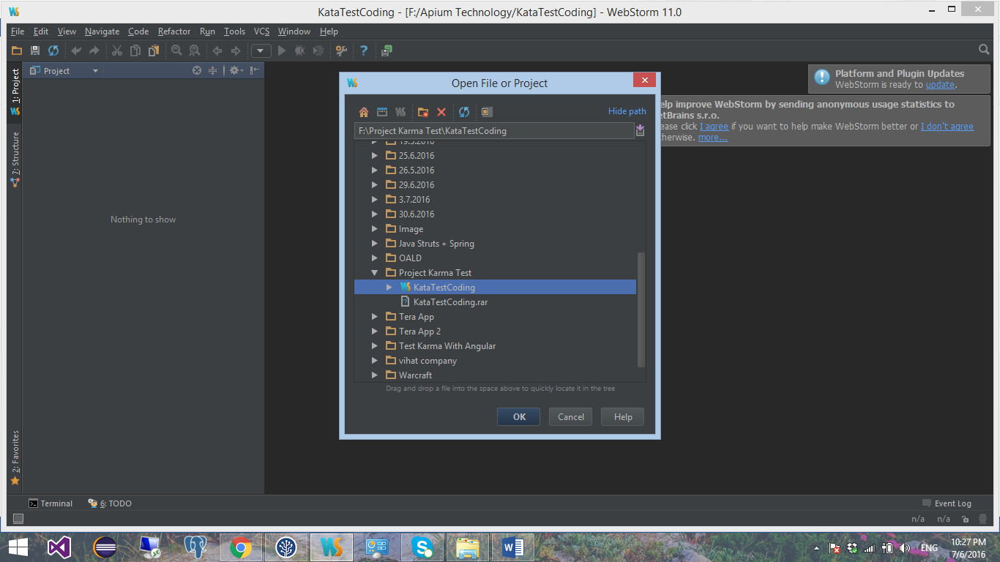 KataTestCoding - [F:/Apium Technology/KataTestCoding] - WebStorm 11.0
File Edit View Navigate Code Refactor Run Tools VCS Window Help
Project
1: Project
7: Structure
2: Favorites
Nothing to show
Open File or Project
Hide path
F:\Project Karma Test\KataTestCoding
19.5.2016
25.6.2016
26.5.2016
29.6.2016
3.7.2016
30.6.2016
Image
Java Struts + Spring
OALD
Project Karma Test
KataTestCoding
KataTestCoding.rar
Tera App
Tera App 2
Test Karma With Angular
vihat company
Warcraft
Drag and drop a file into the space above to quickly locate it in the tree
OK Cancel Help
Platform and Plugin Updates
WebStorm is ready to update.
elp improve WebStorm by sending anonymous usage statistics to
etBrains s.r.o.
ease click I agree if you want to help make WebStorm better or I don't agree
herwise. more...
Terminal 6: TODO Event Log
n/a n/a
ENG
10:27 PM
7/6/2016